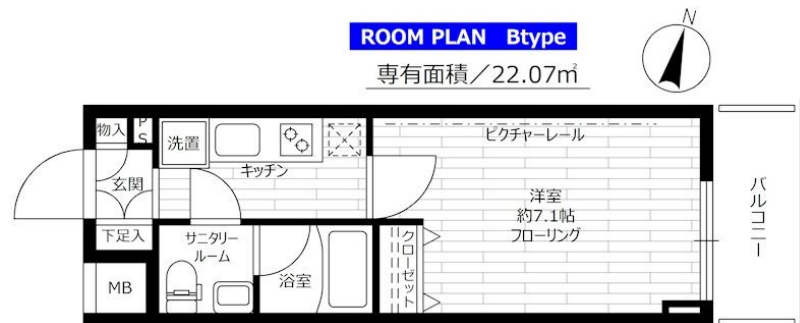 ROOM PLAN Btype
専有面積／22.07㎡
N
物入
PS
洗置
キッチン
ピクチャーレール
玄関
洋室
約7.1帖
フローリング
バルコニー
下足入
サニタリー
ルーム
浴室
クローゼット
MB